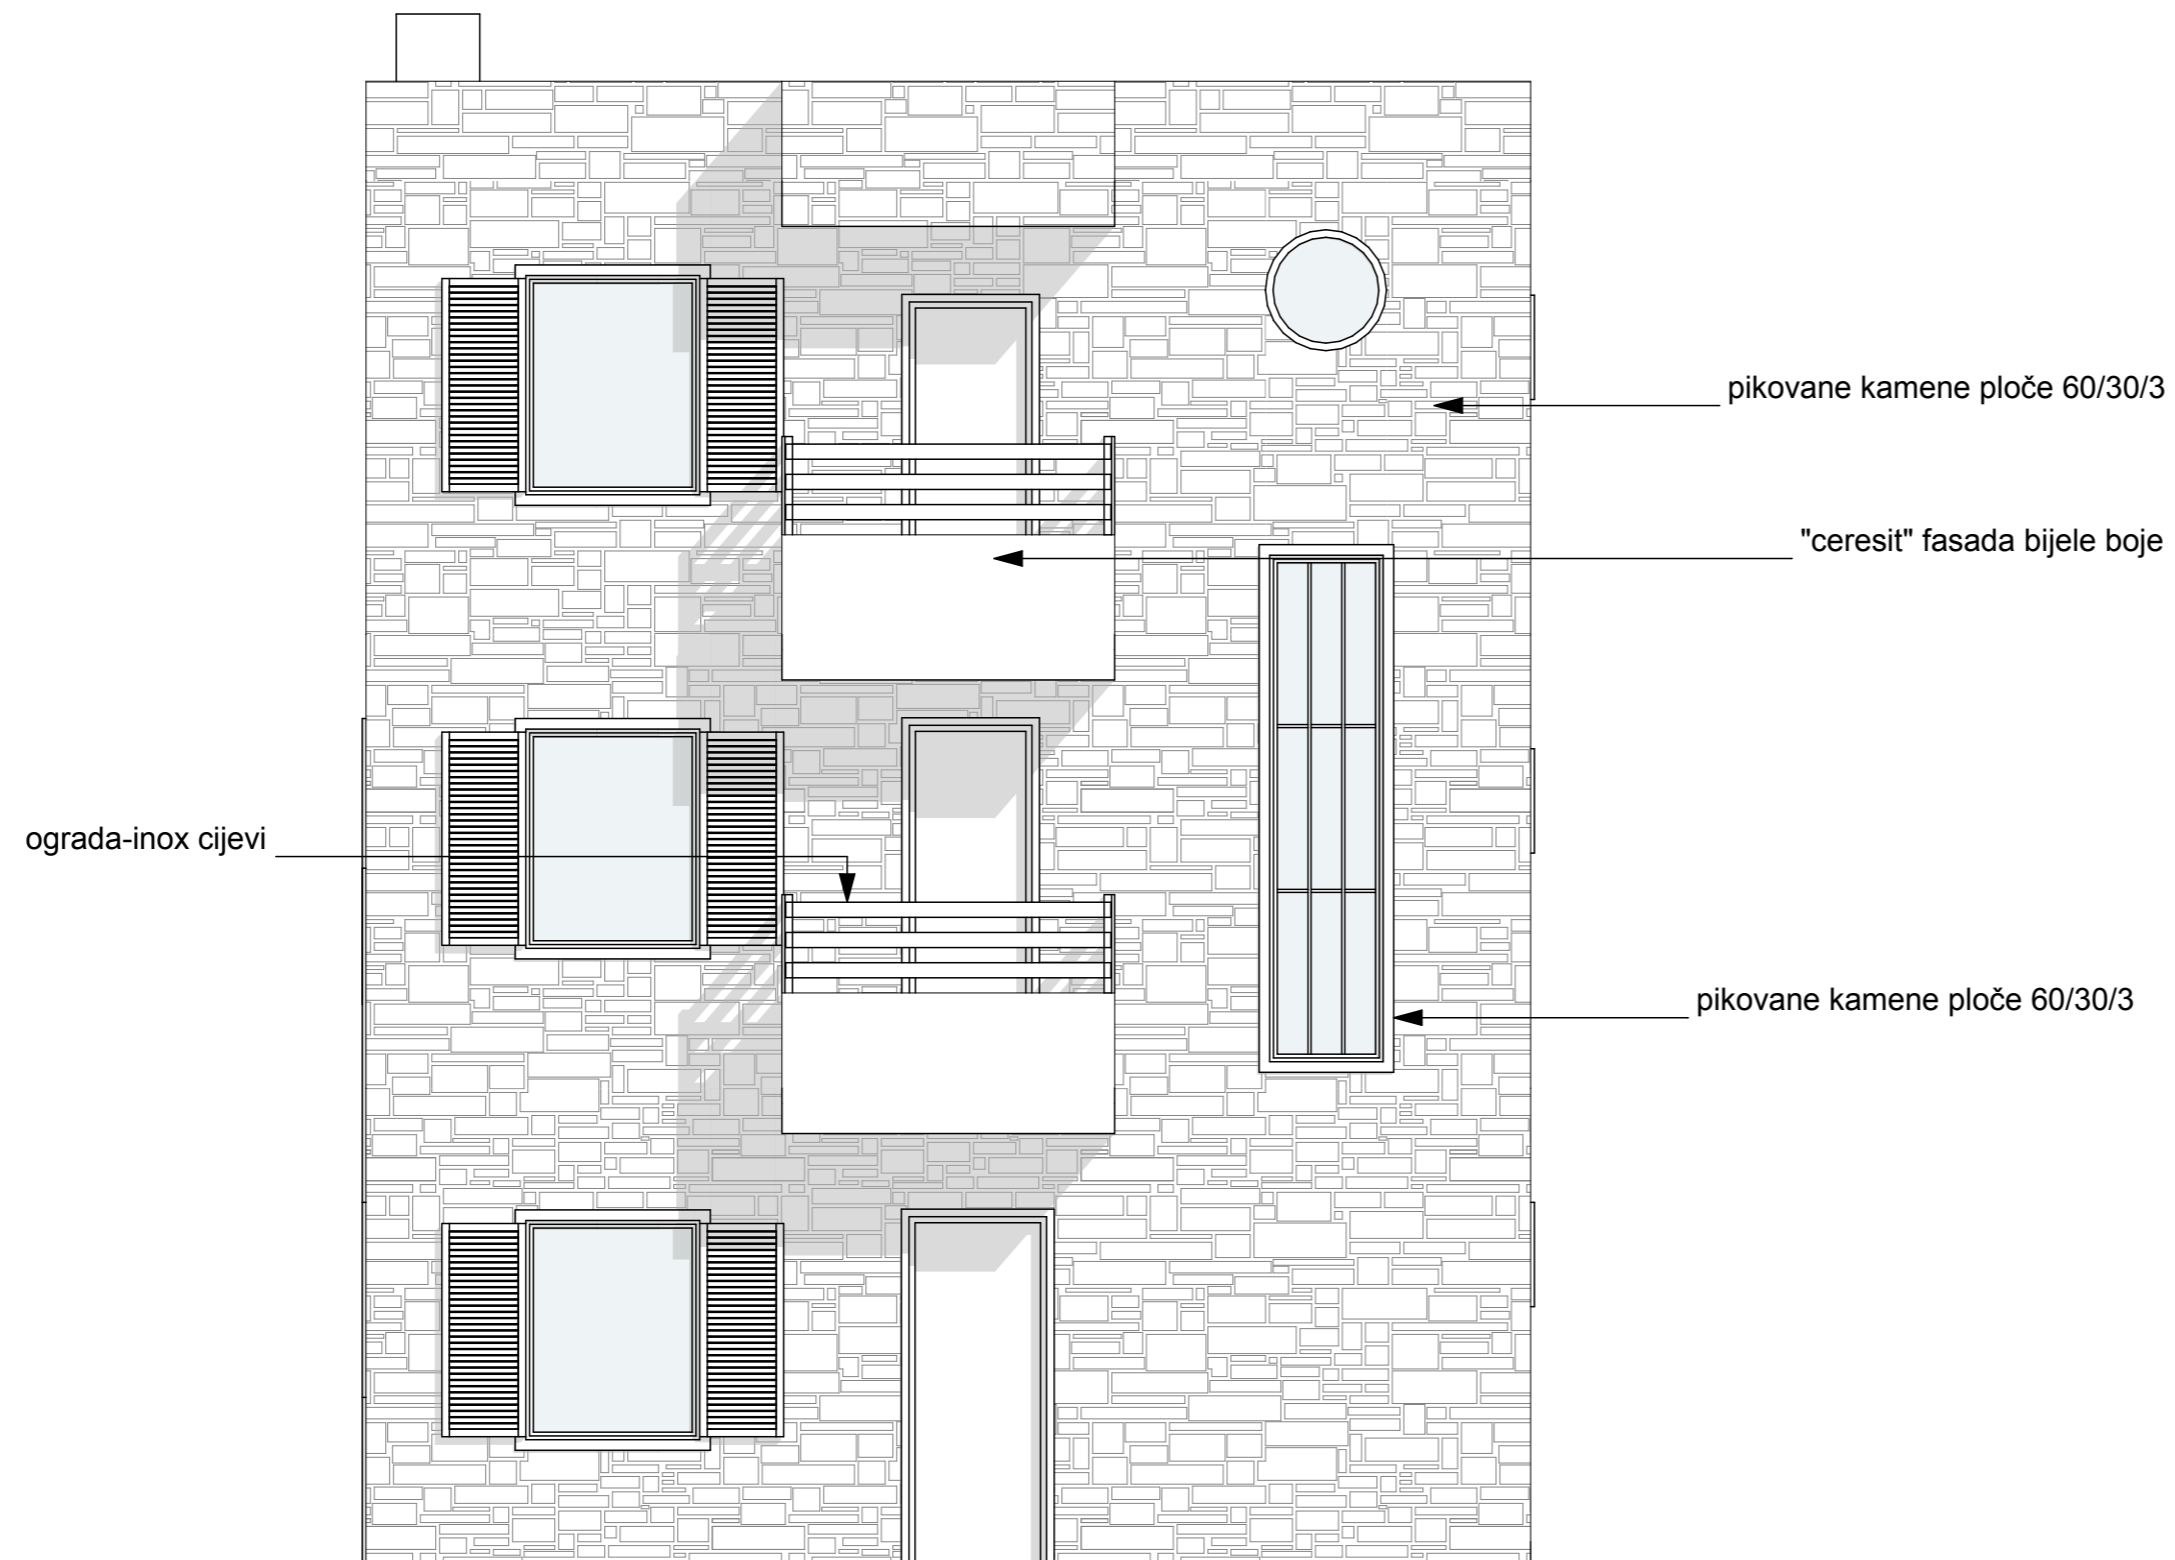 pikovane kamene ploče 60/30/3
"ceresit" fasada bijele boje
ograda-inox cijevi
pikovane kamene ploče 60/30/3